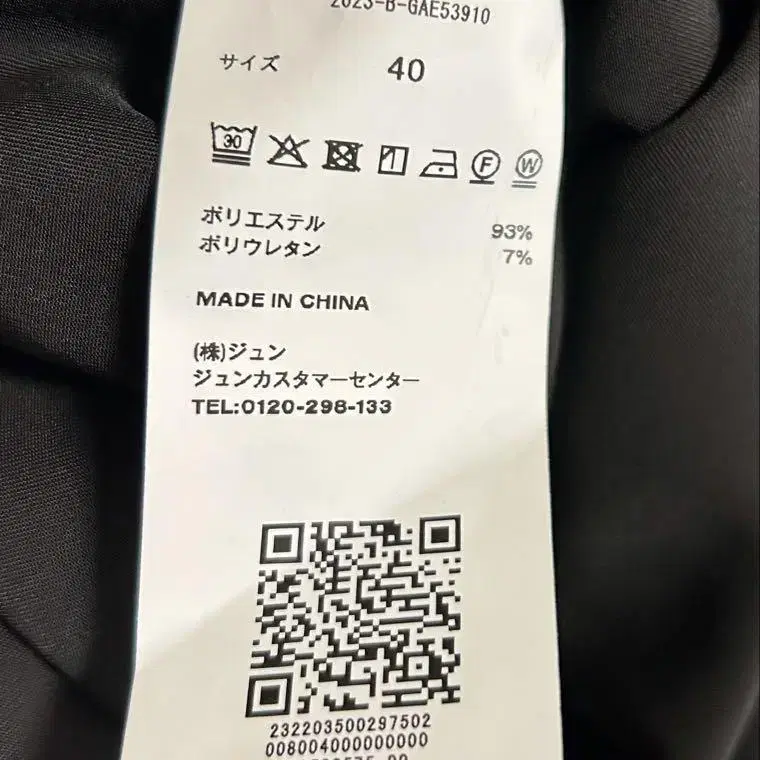 2023-B-GAE53910
サイズ 40
30 F W
ポリエステル 93%
ポリウレタン 7%
MADE IN CHINA
(株)ジュン
ジュンカスタマーセンター
TEL:0120-298-133
232203500297502
008004000000000